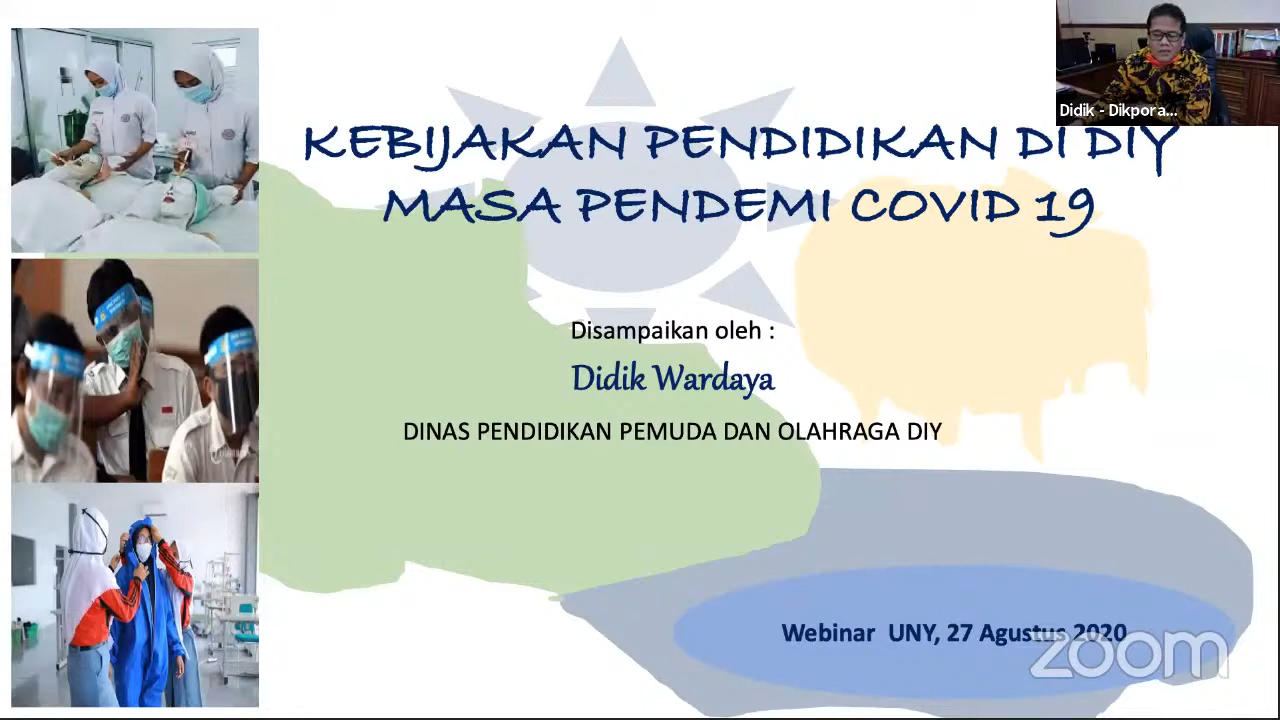 Didik - Dikpora...
KEBIJAKAN PENDIDIKAN DI DIY
MASA PENDEMI COVID 19
Disampaikan oleh :
Didik Wardaya
DINAS PENDIDIKAN PEMUDA DAN OLAHRAGA DIY
Webinar UNY, 27 Agustus 2020
zoom